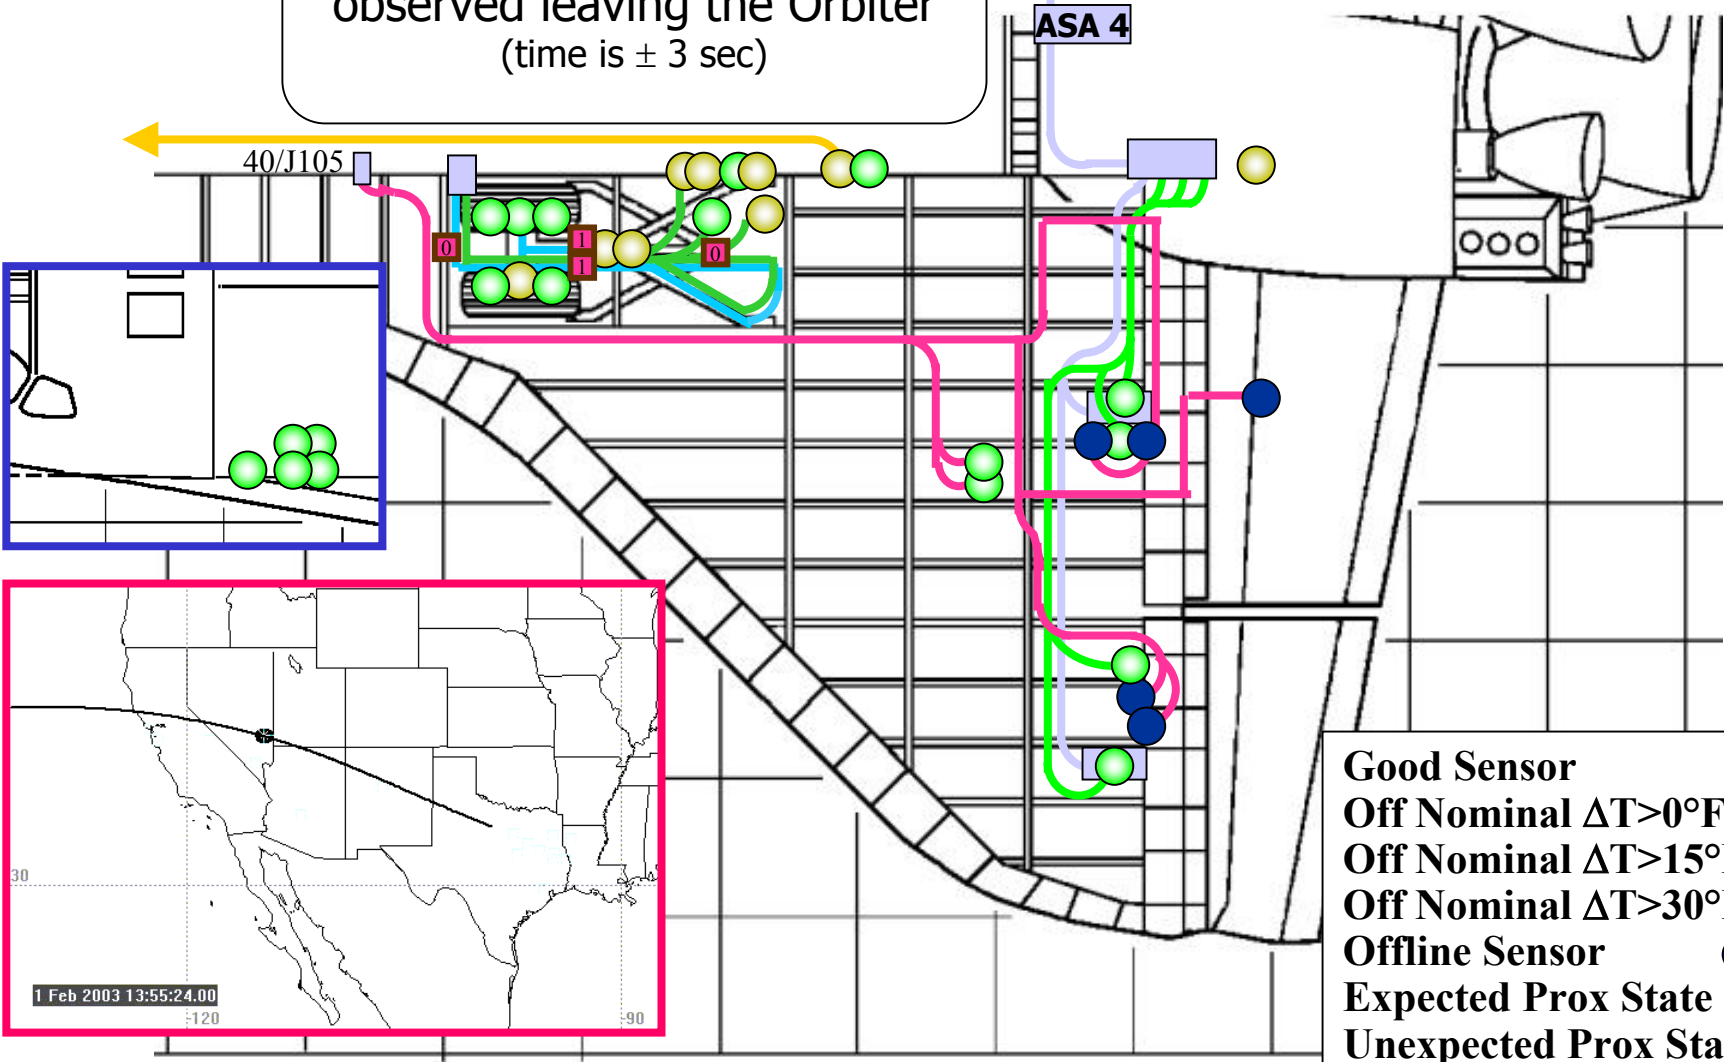 observed leaving the Orbiter
(time is ± 3 sec)
ASA 4
40/J105
0
1
1
0
30
1 Feb 2003 13:55:24.00
-120
-90
Good Sensor
Off Nominal ΔT>0°F
Off Nominal ΔT>15°
Off Nominal ΔT>30°
Offline Sensor
Expected Prox State
Unexpected Prox Sta